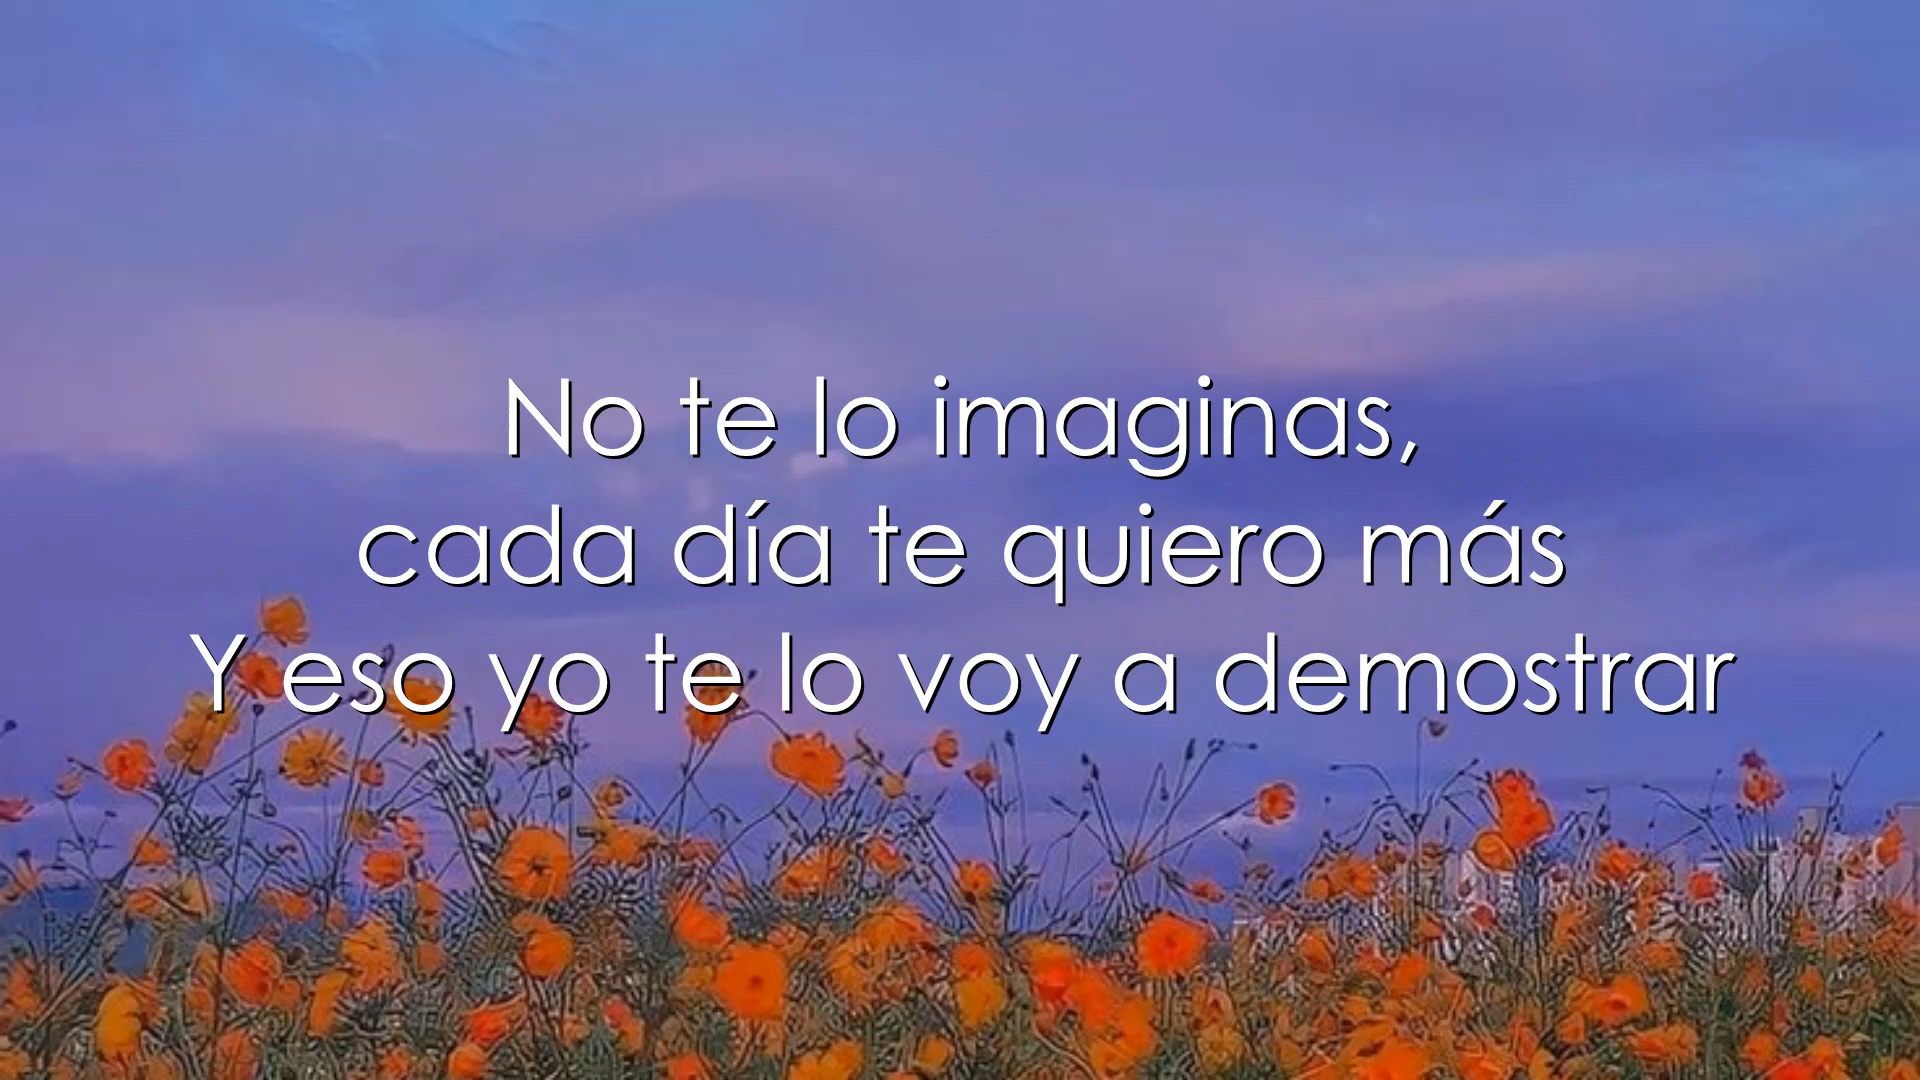 No te lo imaginas,
cada día te quiero más
Y eso yo te lo voy a demostrar